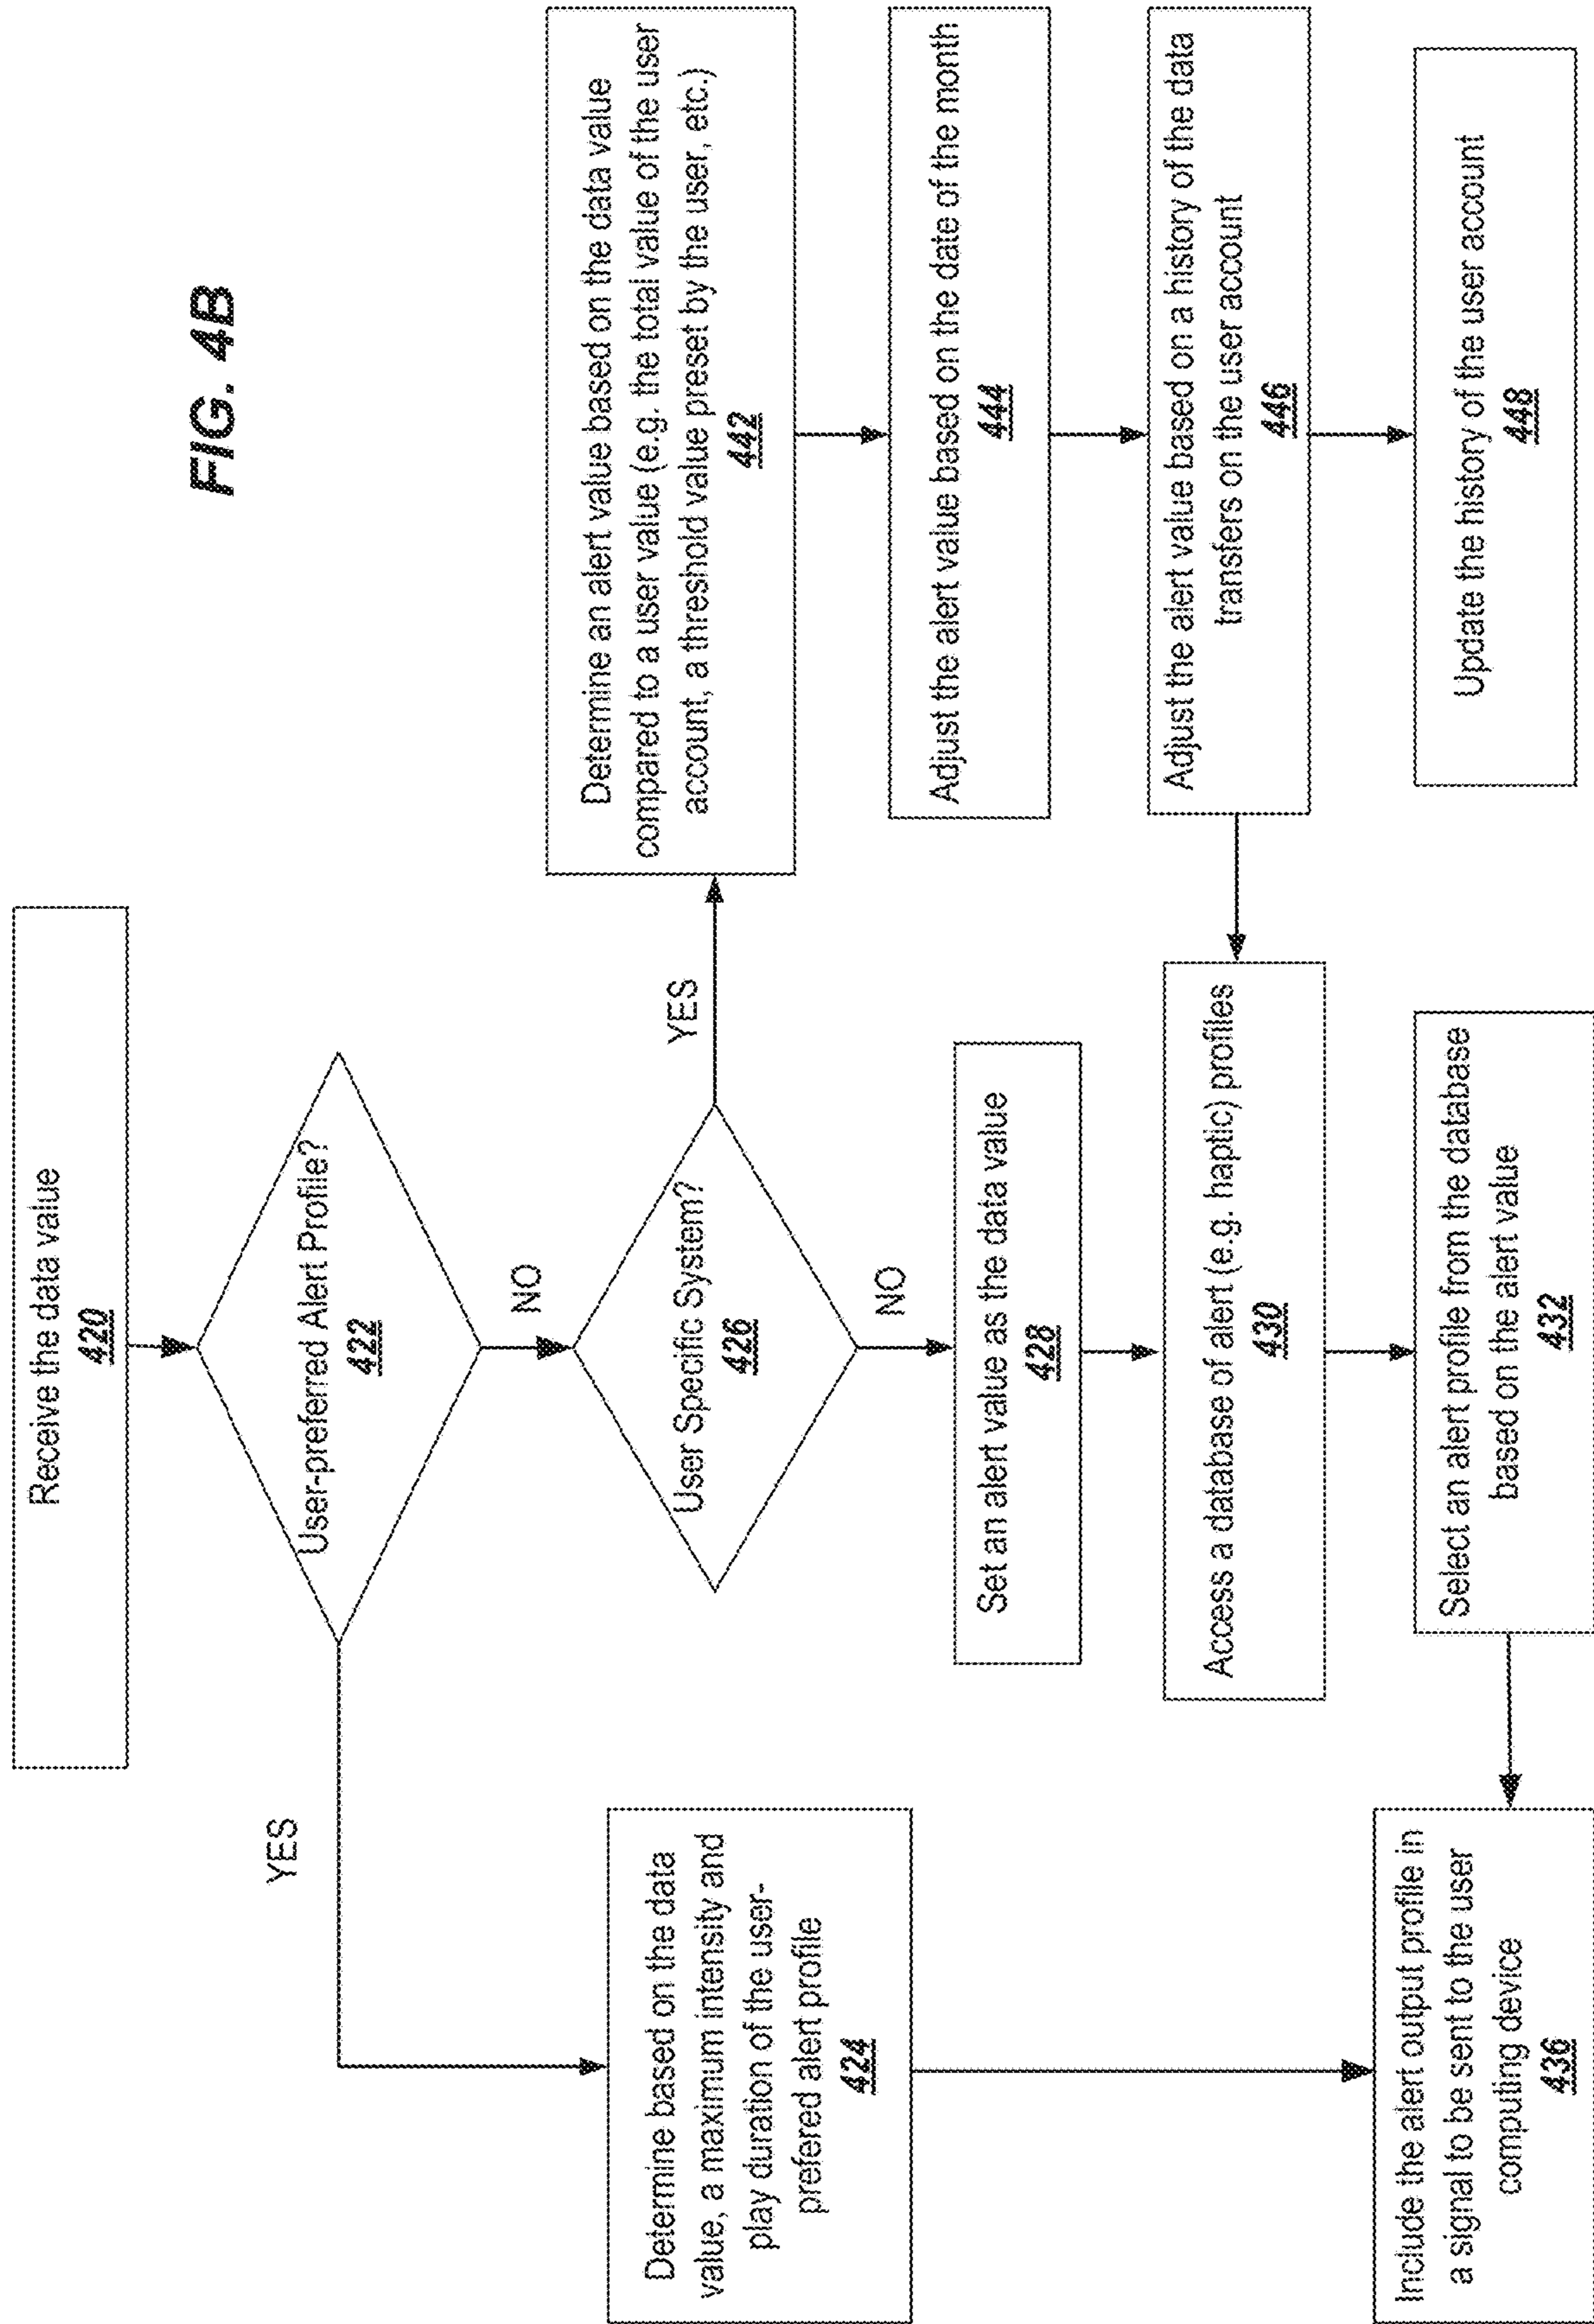 FIG. 4B
Receive the data value
420
User-preferred Alert Profile?
422
YES
NO
Determine based on the data
value, a maximum intensity and
play duration of the user-
prefered alert profile
424
User Specific System?
426
YES
NO
Determine an alert value based on the data value
compared to a user value (e.g. the total value of the user
account, a threshold value preset by the user, etc.)
442
Set an alert value as the data value
428
Adjust the alert value based on the date of the month
444
Access a database of alert (e.g. haptic) profiles
430
Adjust the alert value based on a history of the data
transfers on the user account
446
Include the alert output profile in
a signal to be sent to the user
computing device
436
Select an alert profile from the database
based on the alert value
432
Update the history of the user account
448